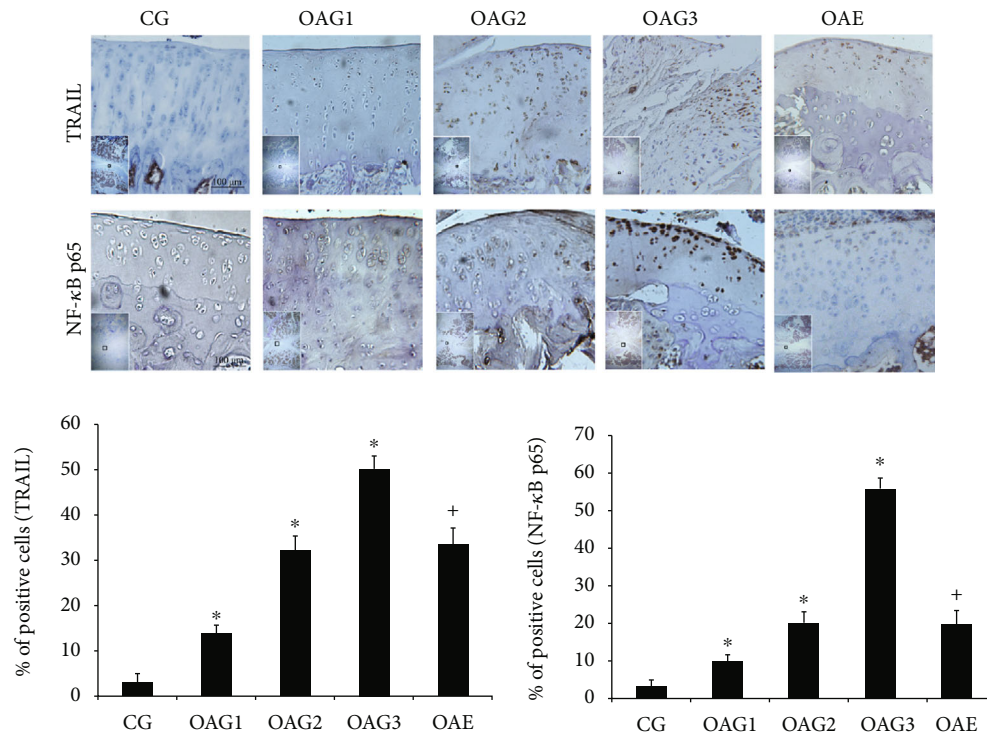 CG OAG1 OAG2 OAG3 OAE
TRAIL
100 μm
NF-κB p65
100 μm
% of positive cells (TRAIL)
60
50
40
30
20
10
0
*
*
*
+
CG OAG1 OAG2 OAG3 OAE
% of positive cells (NF-κB p65)
70
60
50
40
30
20
10
0
*
*
*
+
CG OAG1 OAG2 OAG3 OAE